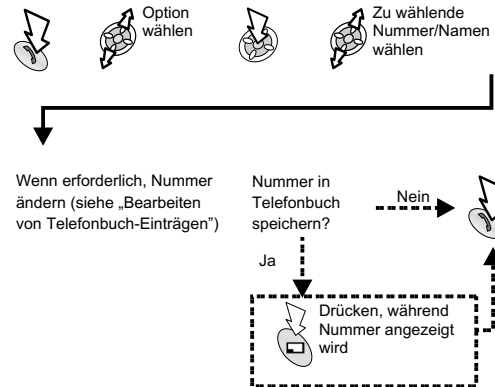 Option
wählen
Zu wählende
Nummer/Namen
wählen
Wenn erforderlich, Nummer
ändern (siehe „Bearbeiten
von Telefonbuch-Einträgen”)
Nummer in
Telefonbuch
speichern?
Nein
Ja
Drücken, während
Nummer angezeigt
wird